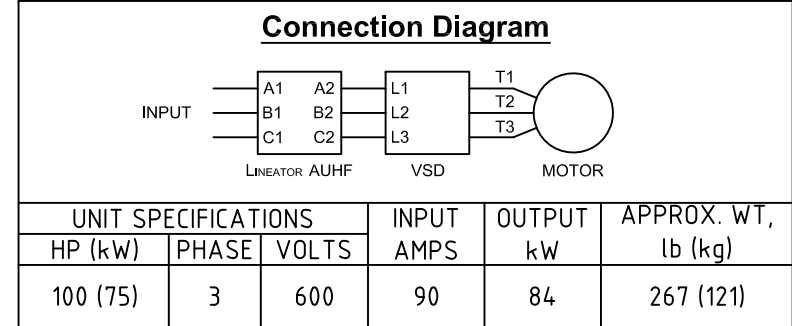 Connection Diagram
INPUT
A1 A2
B1 B2
C1 C2
LINEATOR AUHF
L1
L2
L3
VSD
T1
T2
T3
MOTOR
UNIT SPECIFICATIONS INPUT OUTPUT APPROX. WT,
HP (kW) PHASE VOLTS AMPS kW lb (kg)
100 (75) 3 600 90 84 267 (121)